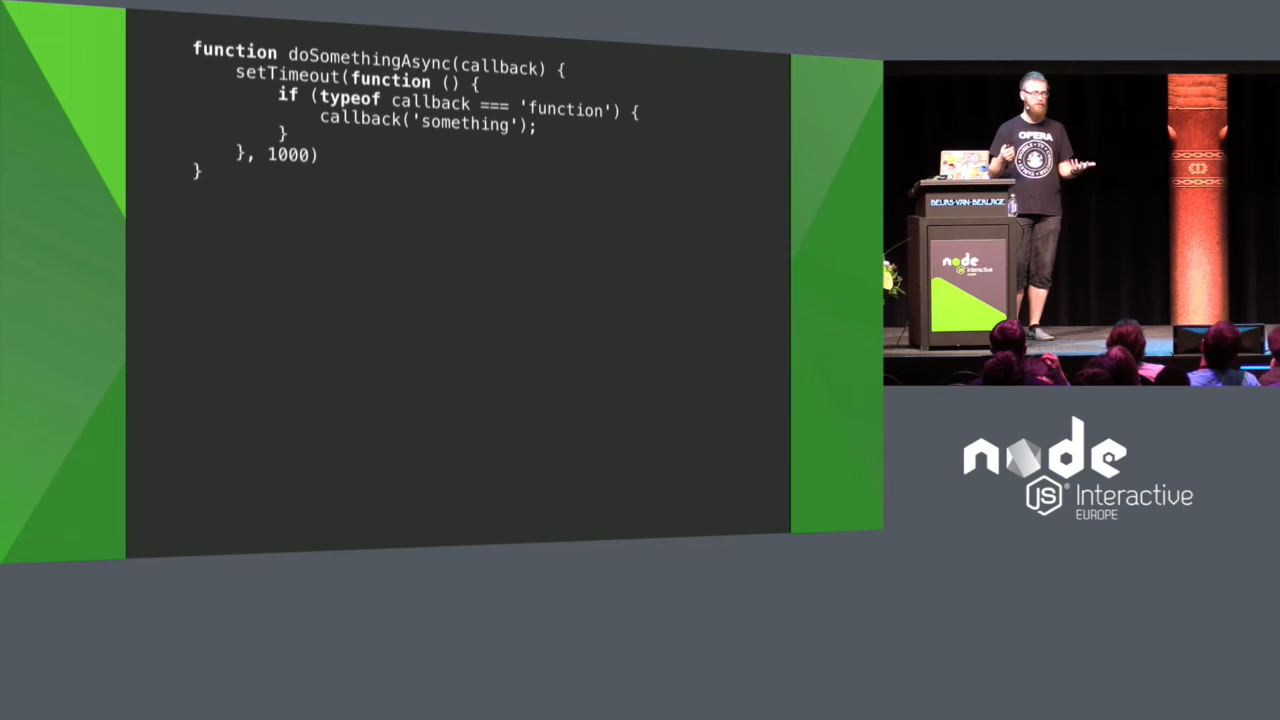 function doSomethingAsync(callback) {
    setTimeout(function () {
        if (typeof callback === 'function') {
            callback('something');
        }
    }, 1000)
}
OPERA
BEURS-VAN-BERLAGE
node
JS Interactive
node
JS® Interactive
EUROPE